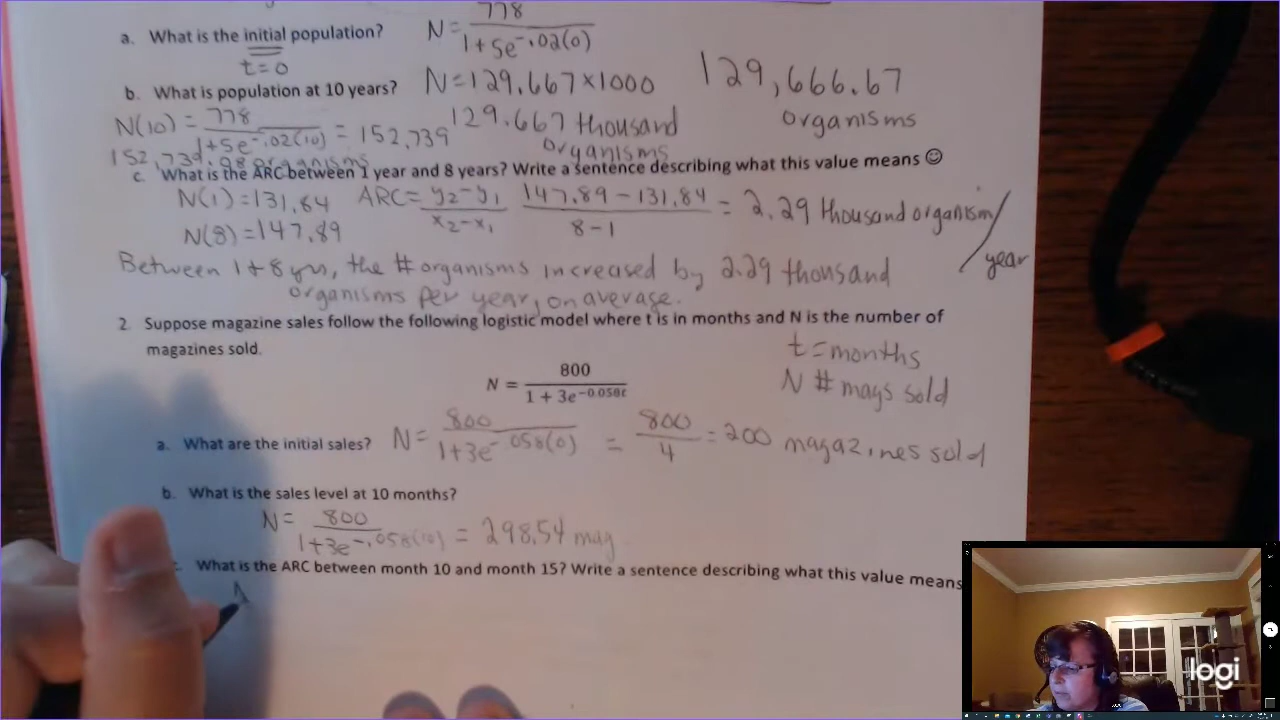 a. What is the initial population?
t=0
N = 778 / 1+5e^-.02(0)
b. What is population at 10 years?
N=129.667×1000
129,666.67
organisms
129.667 thousand
organisms
N(10) = 778 / 1+5e^-.02(10) = 152,739
152,739.98 organisms
c. What is the ARC between 1 year and 8 years? Write a sentence describing what this value means ☺
N(1)=131.84
N(8)=147.89
ARC= y₂-y₁ / x₂-x₁ 147.89-131.84 / 8-1 = 2.29 thousand organism/
year
Between 1+8 yrs, the # organisms increased by 2.29 thousand
organisms per year, on average.
2. Suppose magazine sales follow the following logistic model where t is in months and N is the number of
magazines sold.
t=months
N # mags sold
N = 800 / 1 + 3e^−0.058t
a. What are the initial sales?
N= 800 / 1+3e^-.058(0) = 800 / 4 = 200 magazines sold
b. What is the sales level at 10 months?
N= 800 / 1+3e^-.058(10) = 298.54 mag
What is the ARC between month 10 and month 15? Write a sentence describing what this value means
logi